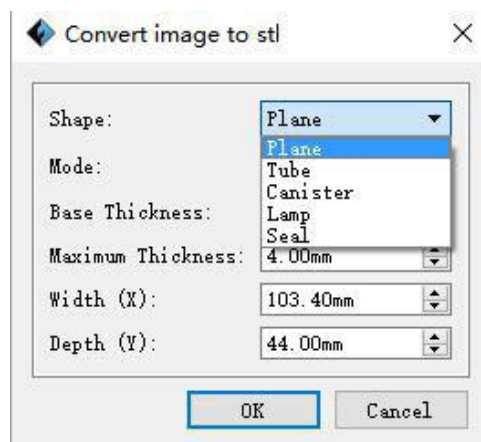 Convert image to stl
Shape: Plane
Plane
Mode:
Tube
Canister
Base Thickness:
Lamp
Seal
Maximum Thickness: 4.00mm
Width (X): 103.40mm
Depth (Y): 44.00mm
OK Cancel